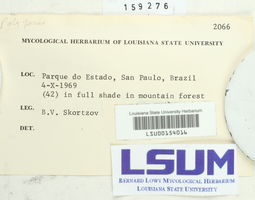 159276
Polyporus
2066
MYCOLOGICAL HERBARIUM OF LOUISIANA STATE UNIVERSITY
LOC. Parque do Estado, San Paulo, Brazil
4-X-1969
(42) in full shade in mountain forest
LEG. B.V. Skortzov
DET.
Louisiana State University Herbarium
LSU00154016
LSUM
BERNARD LOWY MYCOLOGICAL HERBARIUM
LOUISIANA STATE UNIVERSITY